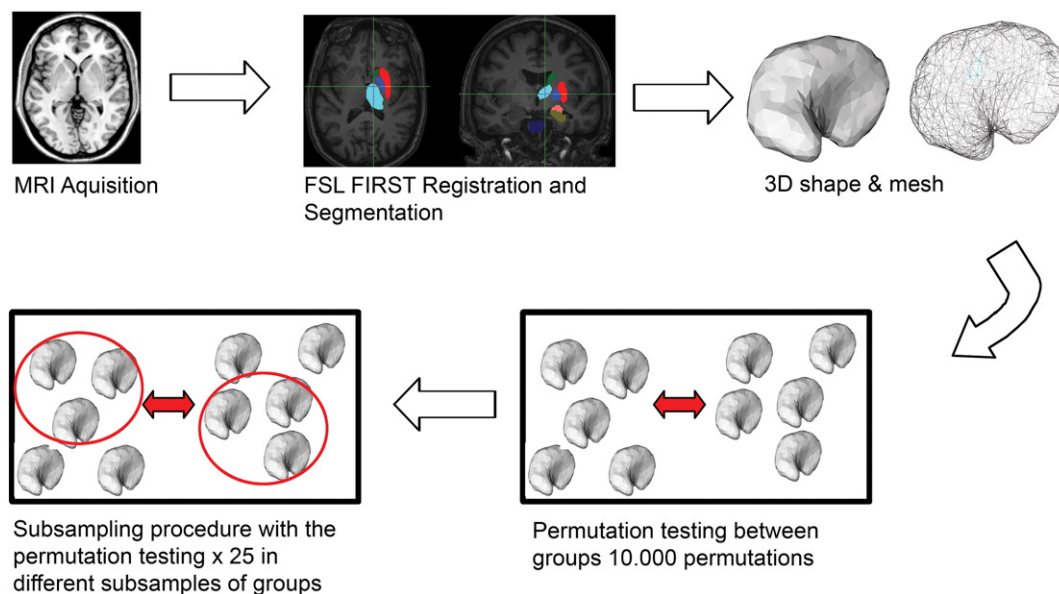 MRI Aquisition
FSL FIRST Registration and
Segmentation
3D shape & mesh
Permutation testing between
groups 10.000 permutations
Subsampling procedure with the
permutation testing x 25 in
different subsamples of groups